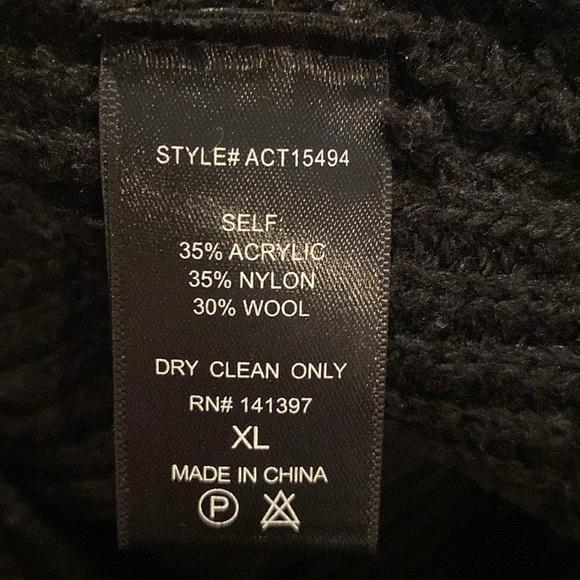 STYLE# ACT15494
SELF:
35% ACRYLIC
35% NYLON
30% WOOL
DRY CLEAN ONLY
RN# 141397
XL
MADE IN CHINA
P